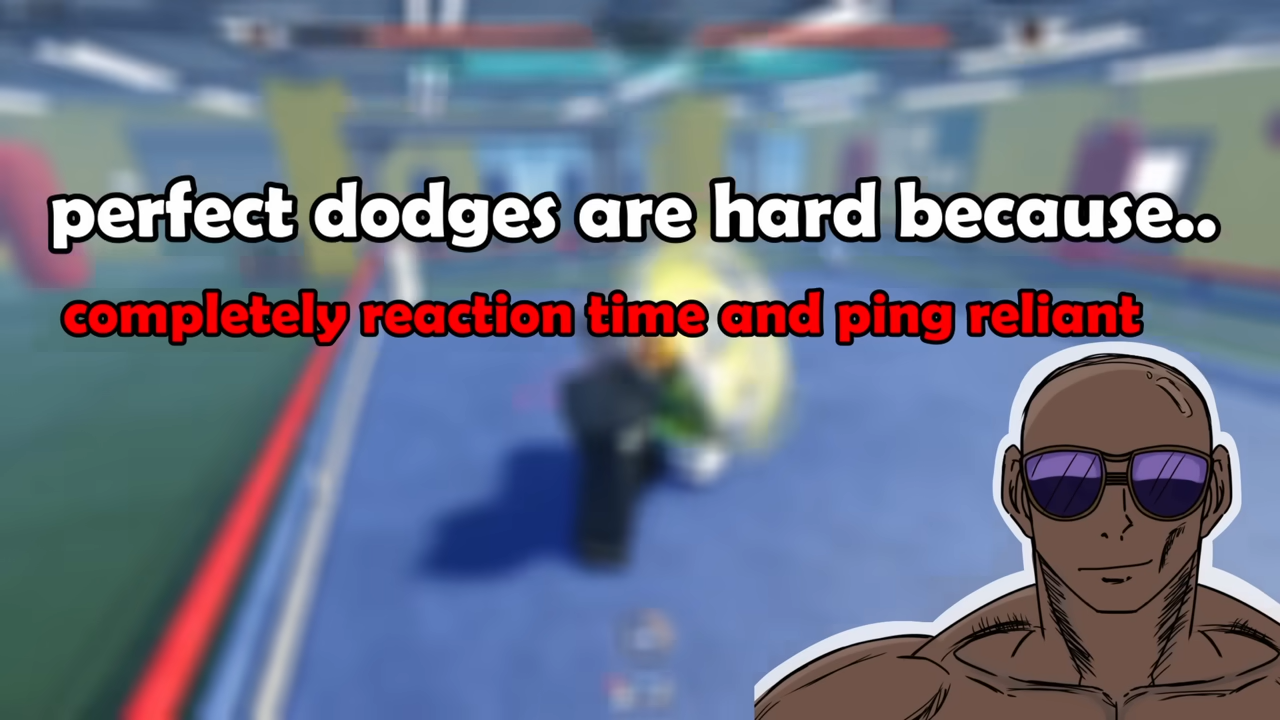 perfect dodges are hard because..
completely reaction time and ping reliant